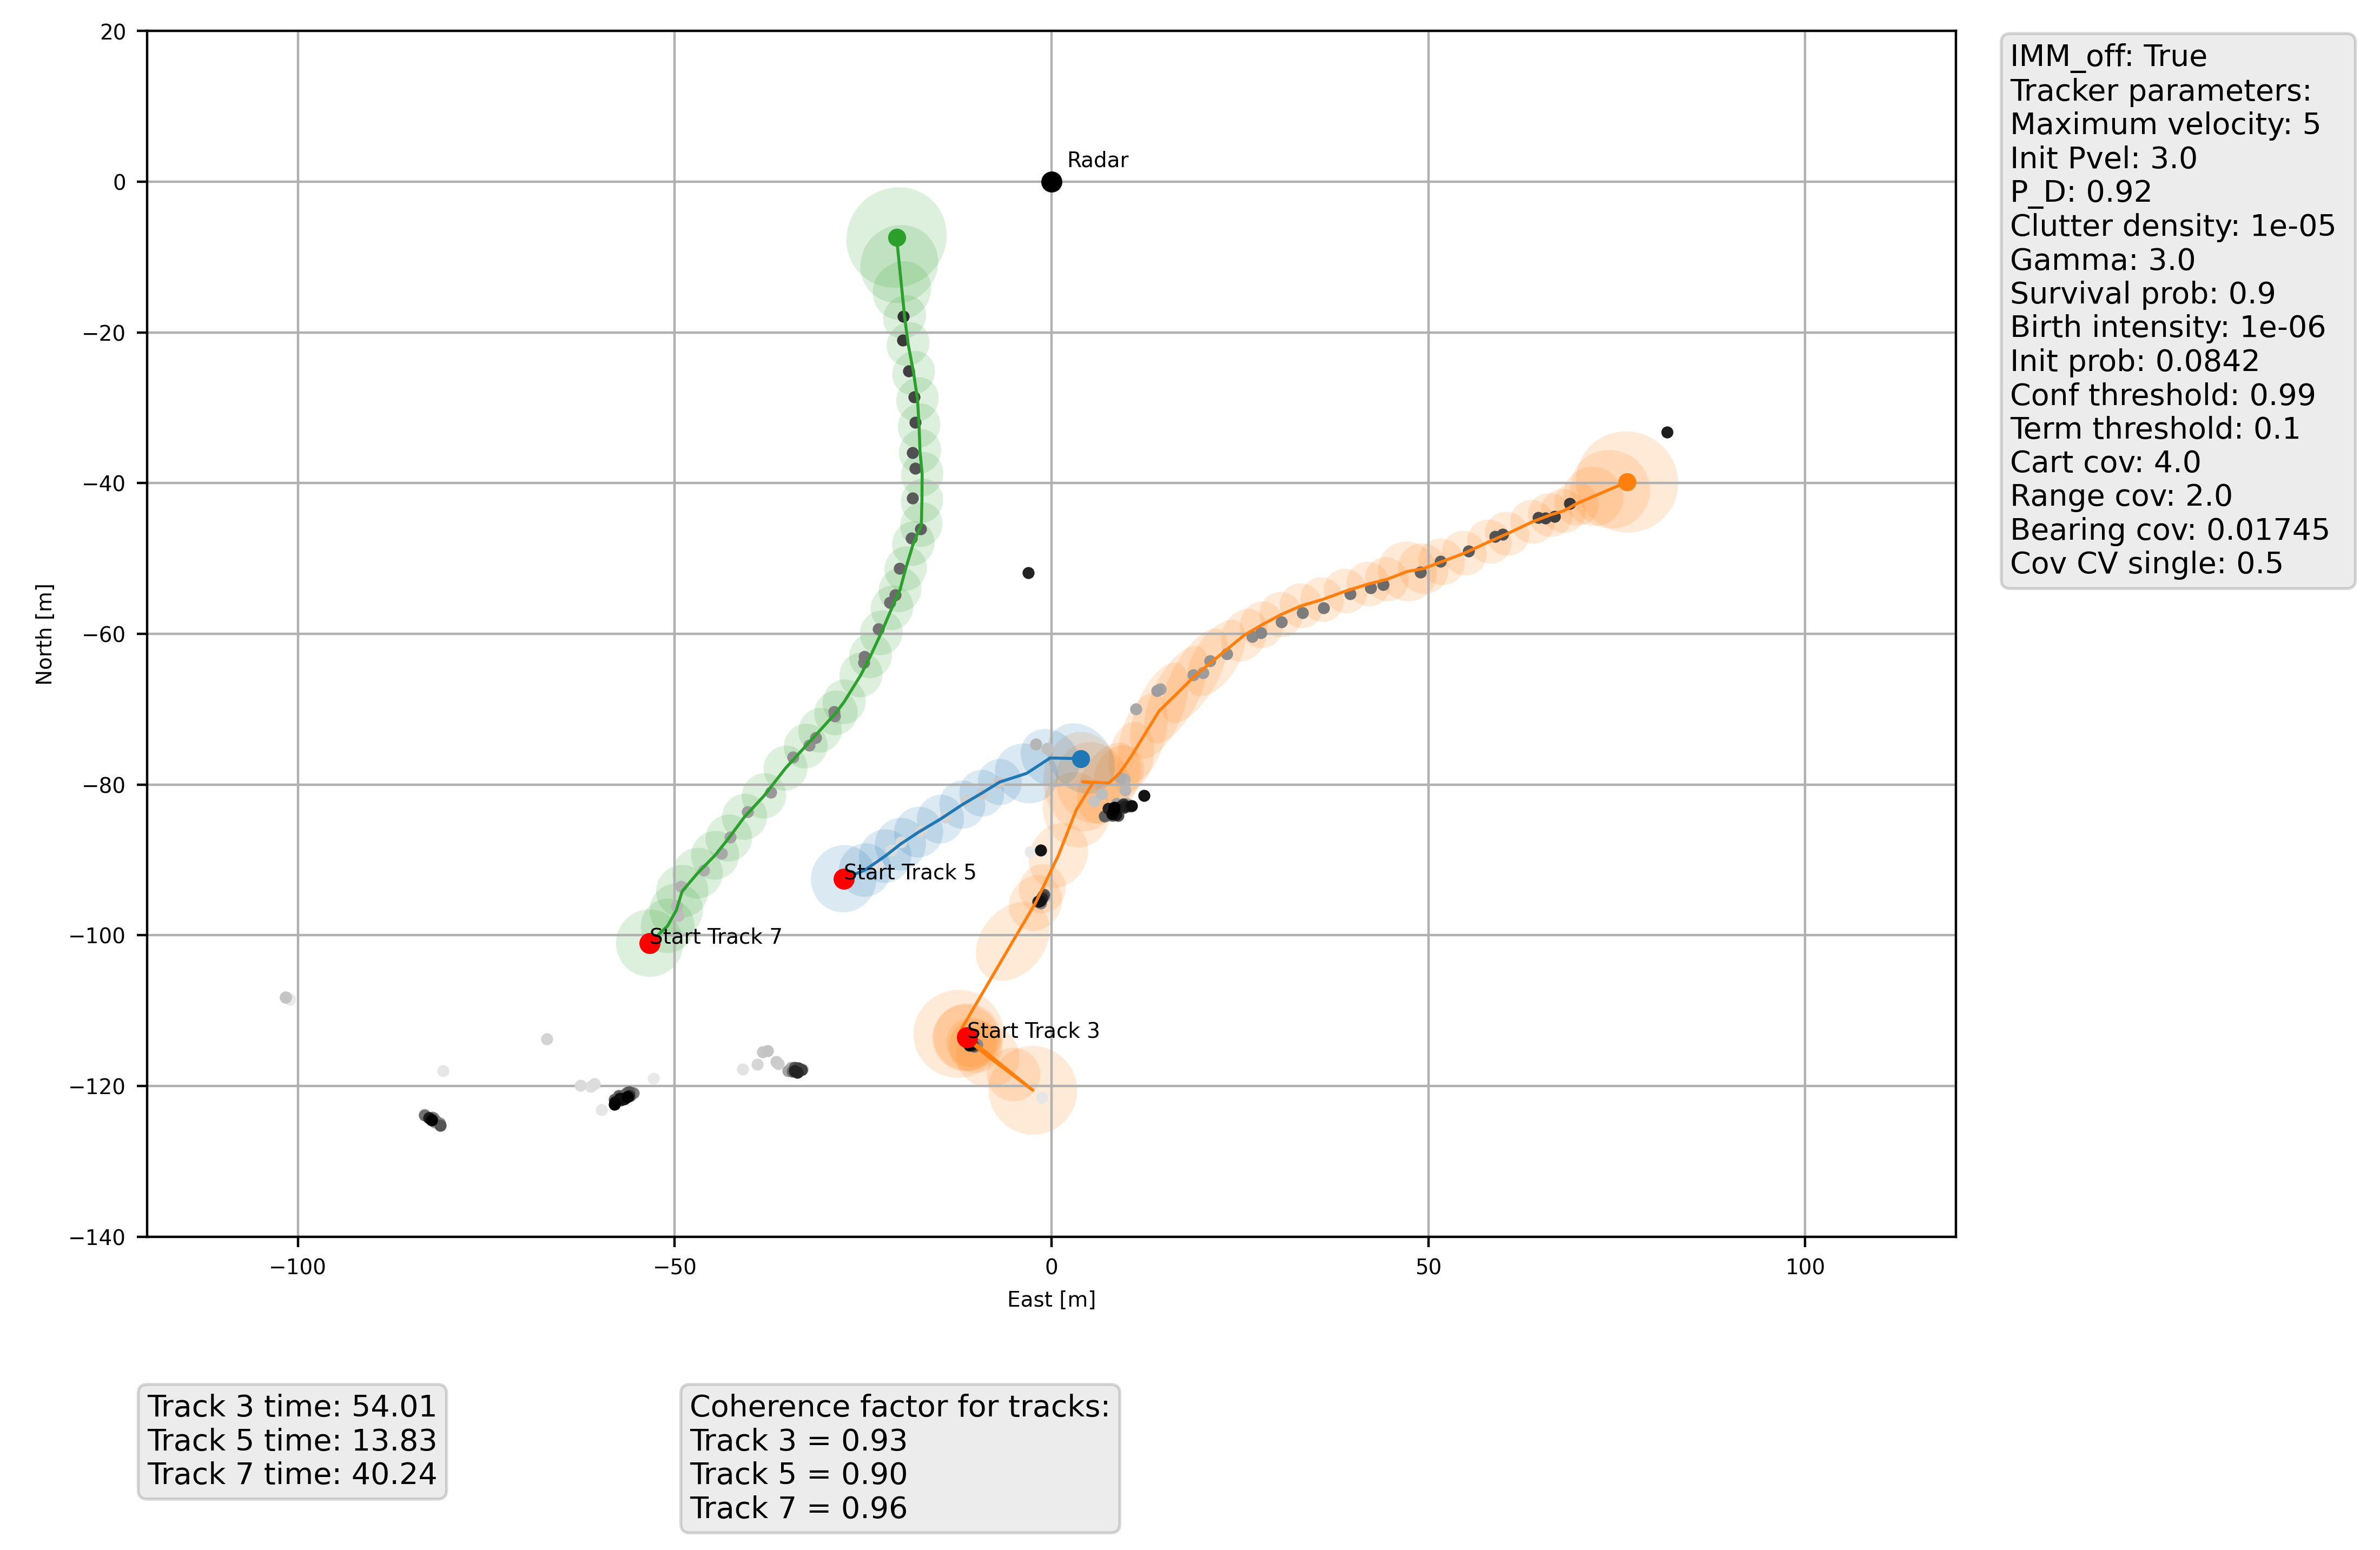 20
0
−20
−40
−60
−80
−100
−120
−140
North [m]
−100
−50
0
50
100
East [m]
Radar
Start Track 5
Start Track 7
Start Track 3
IMM_off: True
Tracker parameters:
Maximum velocity: 5
Init Pvel: 3.0
P_D: 0.92
Clutter density: 1e-05
Gamma: 3.0
Survival prob: 0.9
Birth intensity: 1e-06
Init prob: 0.0842
Conf threshold: 0.99
Term threshold: 0.1
Cart cov: 4.0
Range cov: 2.0
Bearing cov: 0.01745
Cov CV single: 0.5
Track 3 time: 54.01
Track 5 time: 13.83
Track 7 time: 40.24
Coherence factor for tracks:
Track 3 = 0.93
Track 5 = 0.90
Track 7 = 0.96